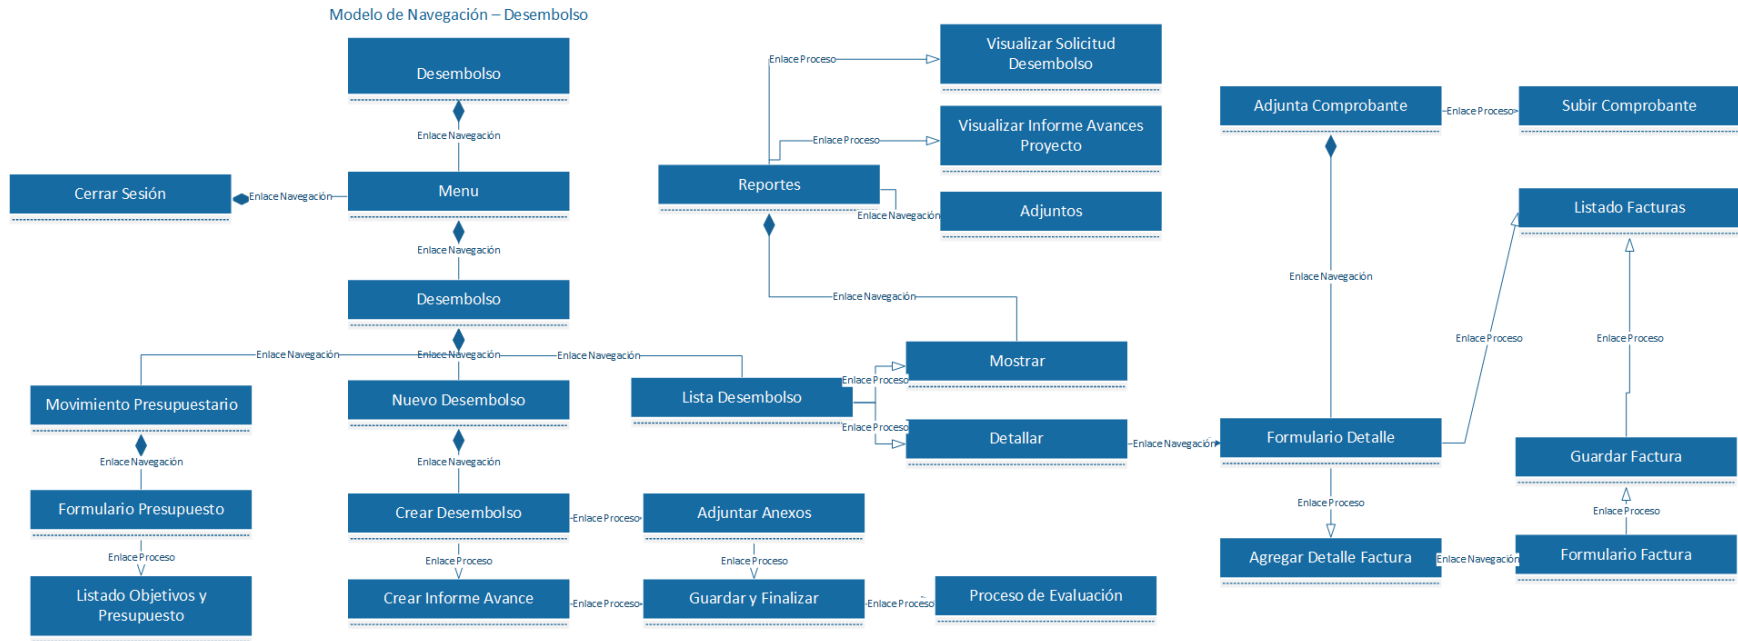 Modelo de Navegación – Desembolso
Desembolso
Enlace Navegación
Cerrar Sesión
Enlace Navegación
Menu
Enlace Navegación
Desembolso
Enlace Navegación
Enlace Navegación
Enlace Navegación
Movimiento Presupuestario
Enlace Navegación
Formulario Presupuesto
Enlace Proceso
Listado Objetivos y
Presupuesto
Nuevo Desembolso
Enlace Navegación
Crear Desembolso
Enlace Proceso
Adjuntar Anexos
Enlace Proceso
Enlace Proceso
Crear Informe Avance
Enlace Proceso
Guardar y Finalizar
Enlace Proceso
Proceso de Evaluación
Lista Desembolso
Enlace Proceso
Mostrar
Enlace Proceso
Detallar
Enlace Navegación
Reportes
Enlace Proceso
Visualizar Solicitud
Desembolso
Enlace Proceso
Visualizar Informe Avances
Proyecto
Enlace Navegación
Adjuntos
Enlace Navegación
Formulario Detalle
Enlace Navegación
Adjunta Comprobante
Enlace Proceso
Subir Comprobante
Enlace Proceso
Listado Facturas
Enlace Proceso
Guardar Factura
Enlace Proceso
Enlace Proceso
Agregar Detalle Factura
Enlace Navegación
Formulario Factura